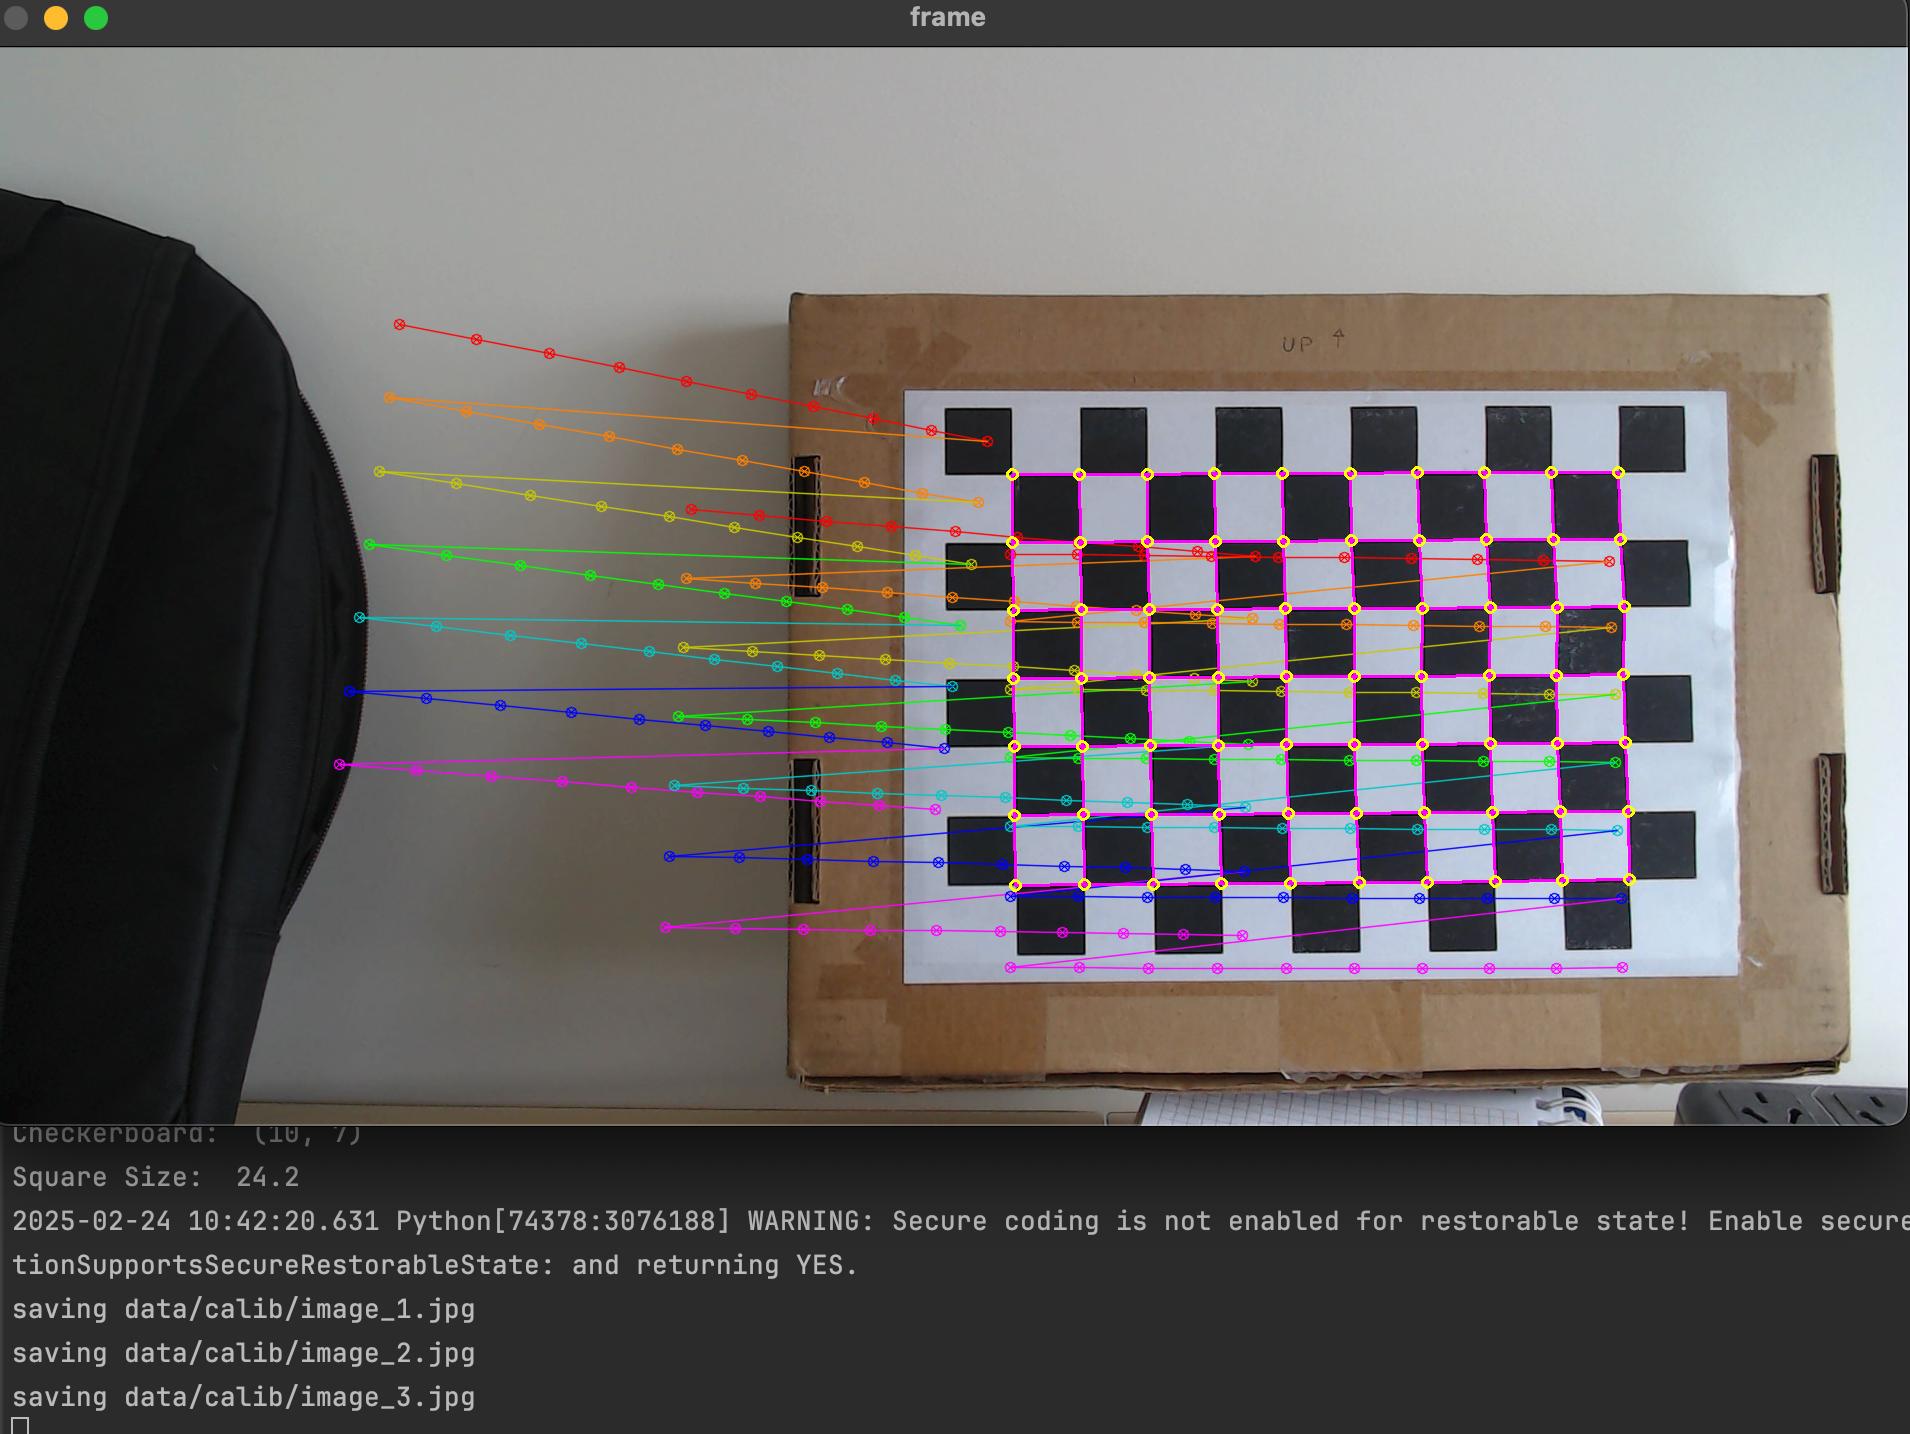 frame
UP ↑
Checkerboard:  (10, 7)
Square Size:  24.2
2025-02-24 10:42:20.631 Python[74378:3076188] WARNING: Secure coding is not enabled for restorable state! Enable secure
tionSupportsSecureRestorableState: and returning YES.
saving data/calib/image_1.jpg
saving data/calib/image_2.jpg
saving data/calib/image_3.jpg